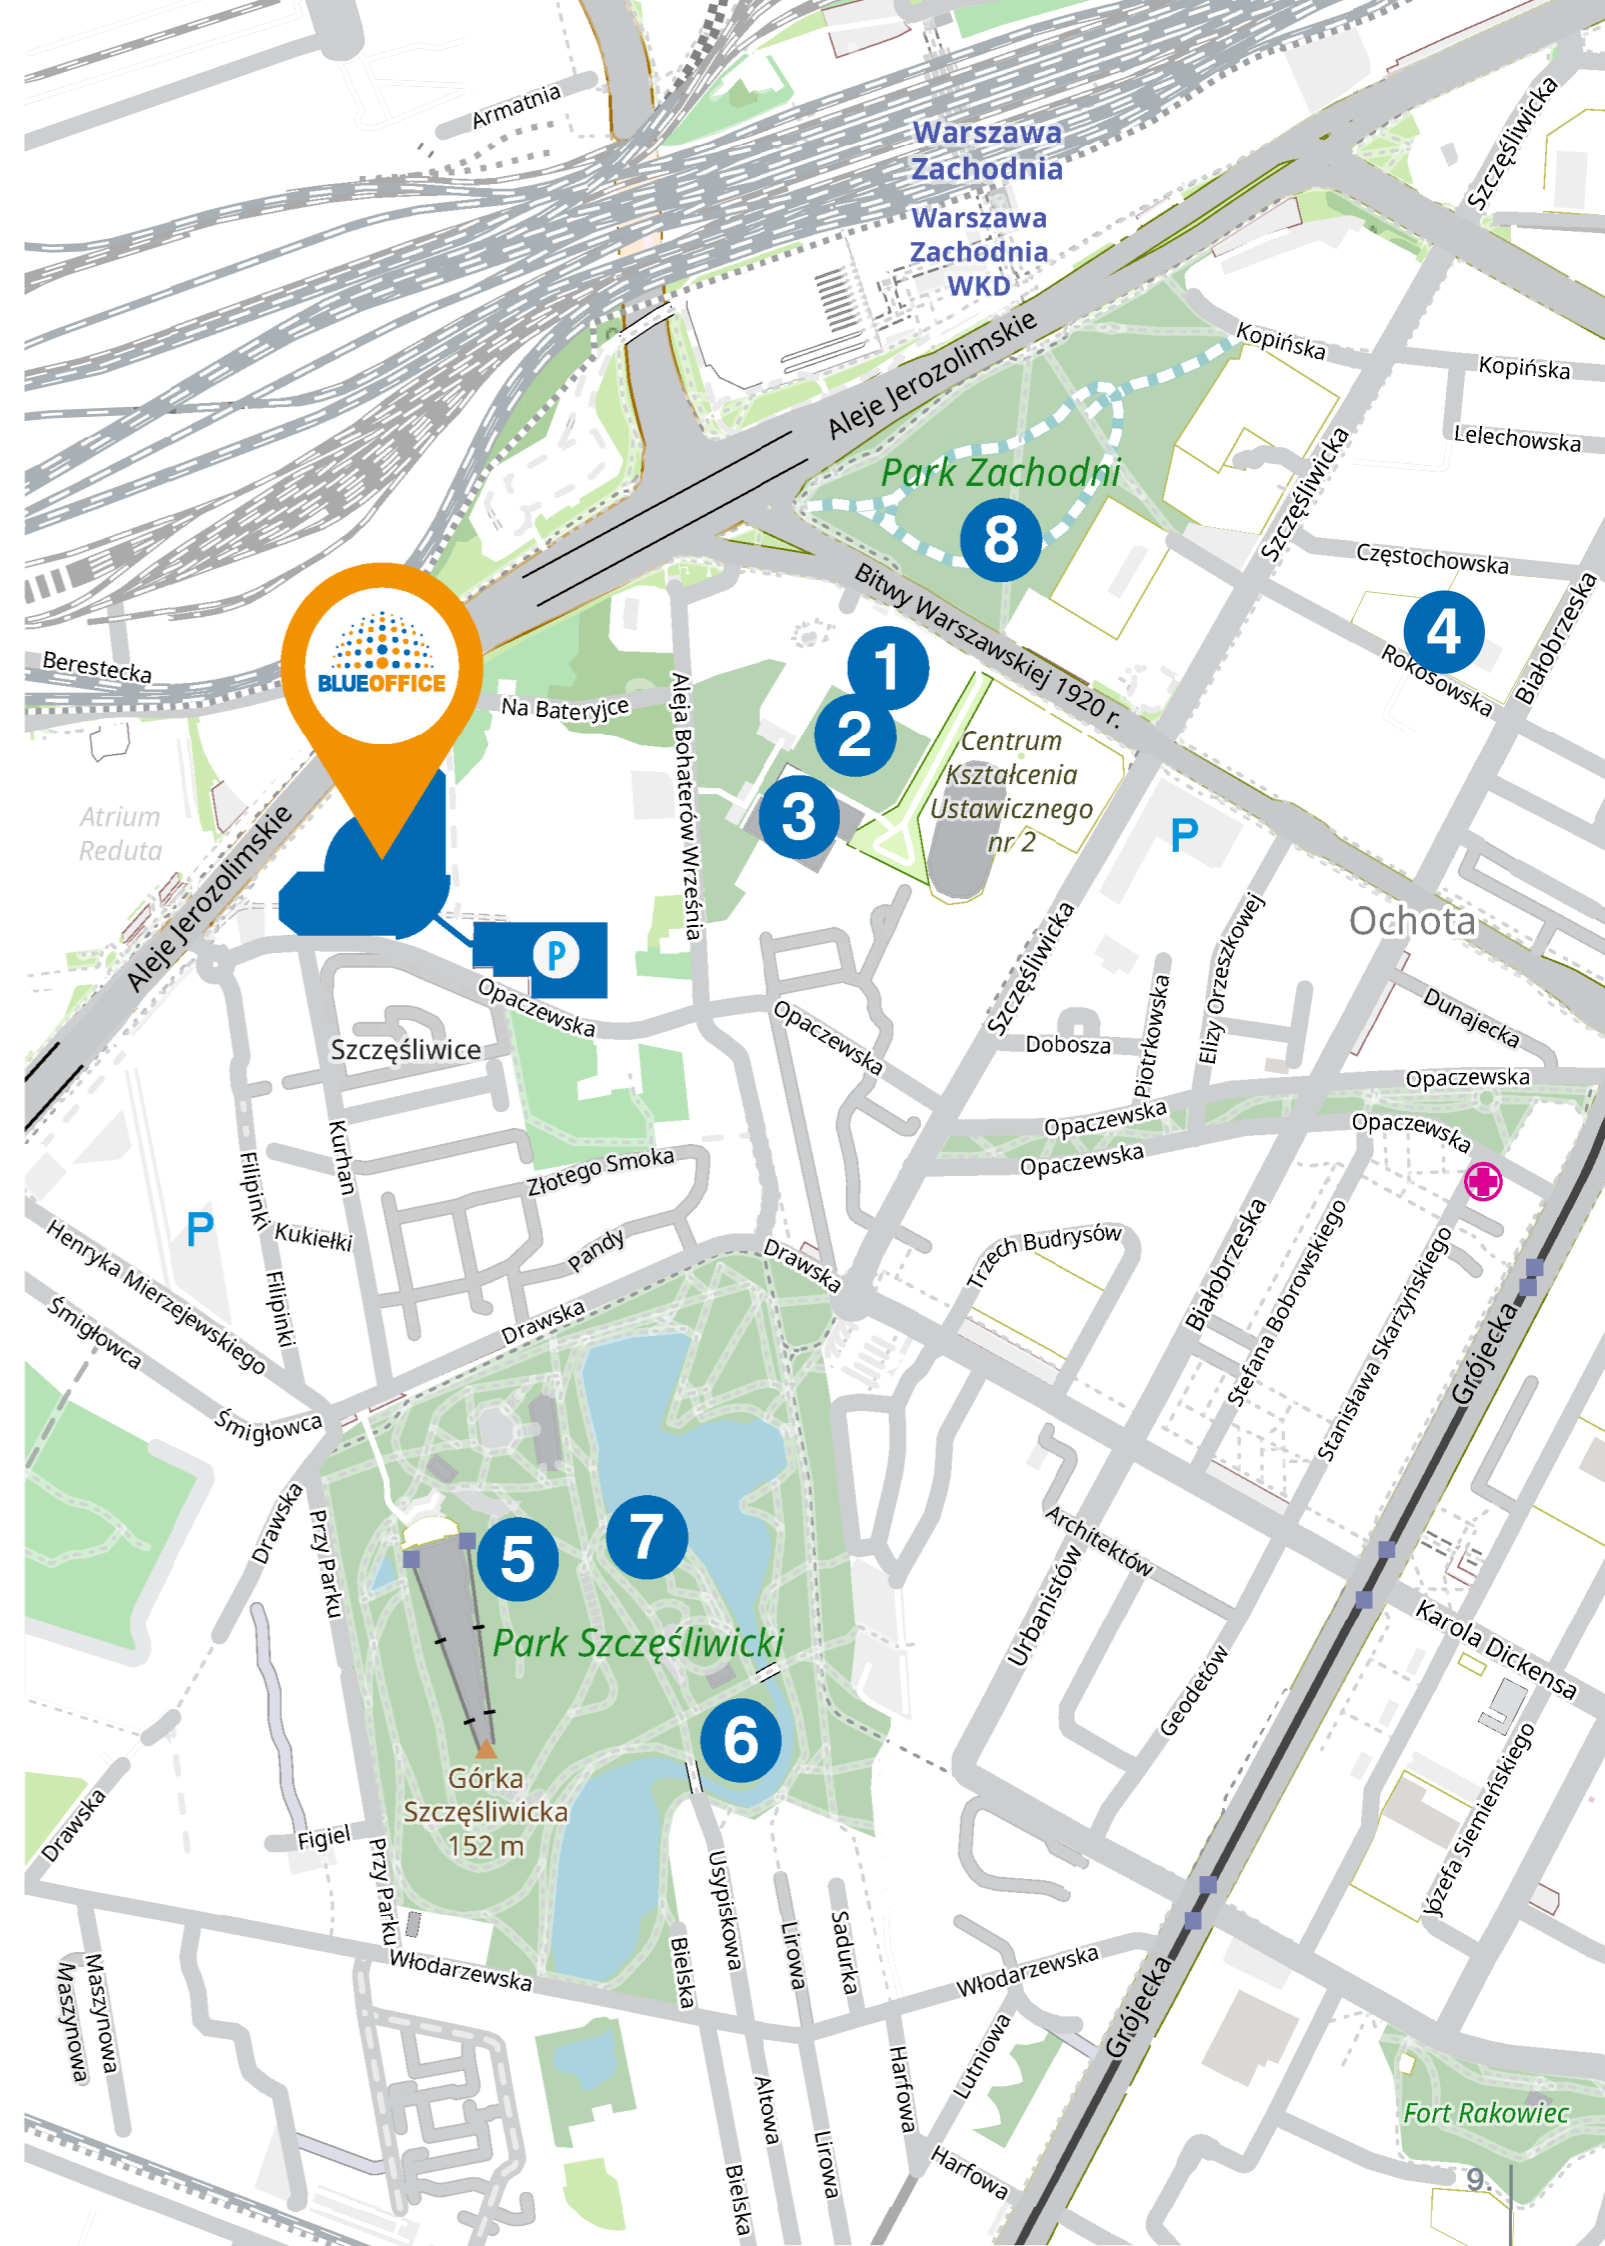 Armatnia
Szczęśliwicka
Warszawa
Zachodnia
Warszawa
Zachodnia
WKD
Kopińska
Kopińska
Aleje Jerozolimskie
Lelechowska
Szczęśliwicka
Park Zachodni
8
Częstochowska
Bitwy Warszawskiej 1920 r.
4
Rokosowska
Białobrzeska
Berestecka
BLUEOFFICE
Na Bateryjce
Aleja Bohaterów Września
1
2
3
Centrum
Kształcenia
Ustawicznego
nr 2
P
Atrium
Reduta
Aleje Jerozolimskie
P
Ochota
Szczęśliwicka
Elizy Orzeszkowej
Piotrkowska
Dunajecka
Opaczewska
Opaczewska
Szczęśliwice
Dobosza
Opaczewska
Opaczewska
Opaczewska
Opaczewska
Kurhan
Filipinki
Złotego Smoka
P
Kukiełki
Pandy
Henryka Mierzejewskiego
Filipinki
Śmigłowca
Drawska
Drawska
Trzech Budrysów
Białobrzeska
Stefana Bobrowskiego
Stanisława Skarżyńskiego
Grójecka
Śmigłowca
Drawska
Przy Parku
5
7
Architektów
Urbanistów
Park Szczęśliwicki
Karola Dickensa
Geodetów
6
Górka
Szczęśliwicka
152 m
Drawska
Figiel
Przy Parku
Józefa Siemieńskiego
Usypiskowa
Lirowa
Sadurka
Bielska
Włodarzewska
Włodarzewska
Maszynowa
Maszynowa
Grójecka
Lutniowa
Harfowa
Altowa
Lirowa
Bielska
Harfowa
Fort Rakowiec
9.